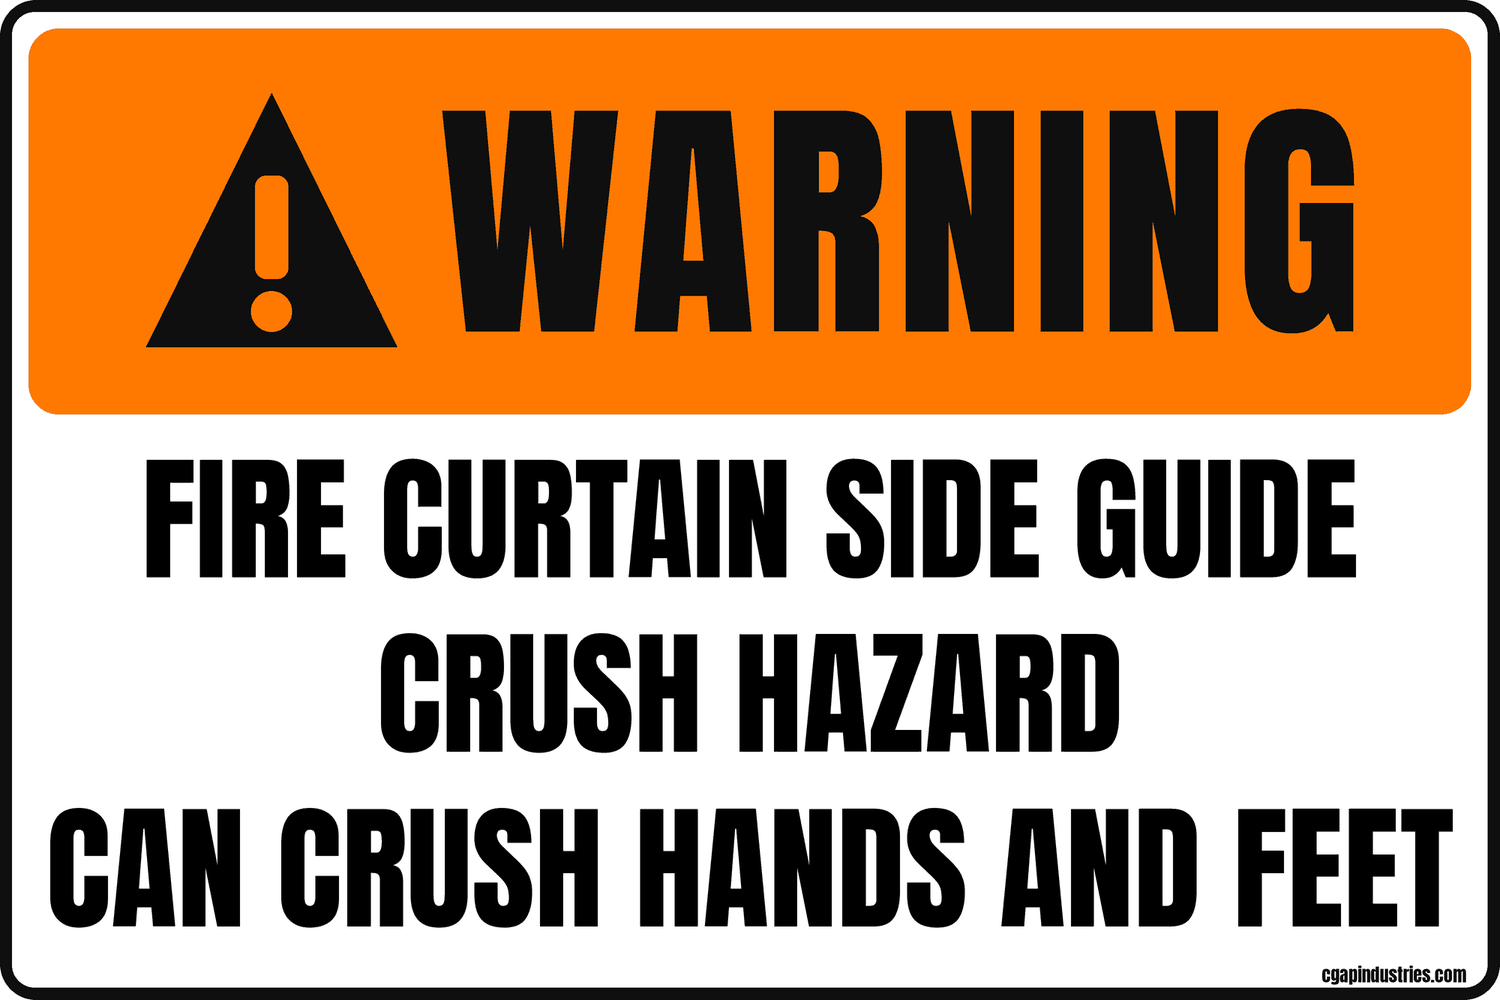 WARNING
FIRE CURTAIN SIDE GUIDE
CRUSH HAZARD
CAN CRUSH HANDS AND FEET
cgapindustries.com